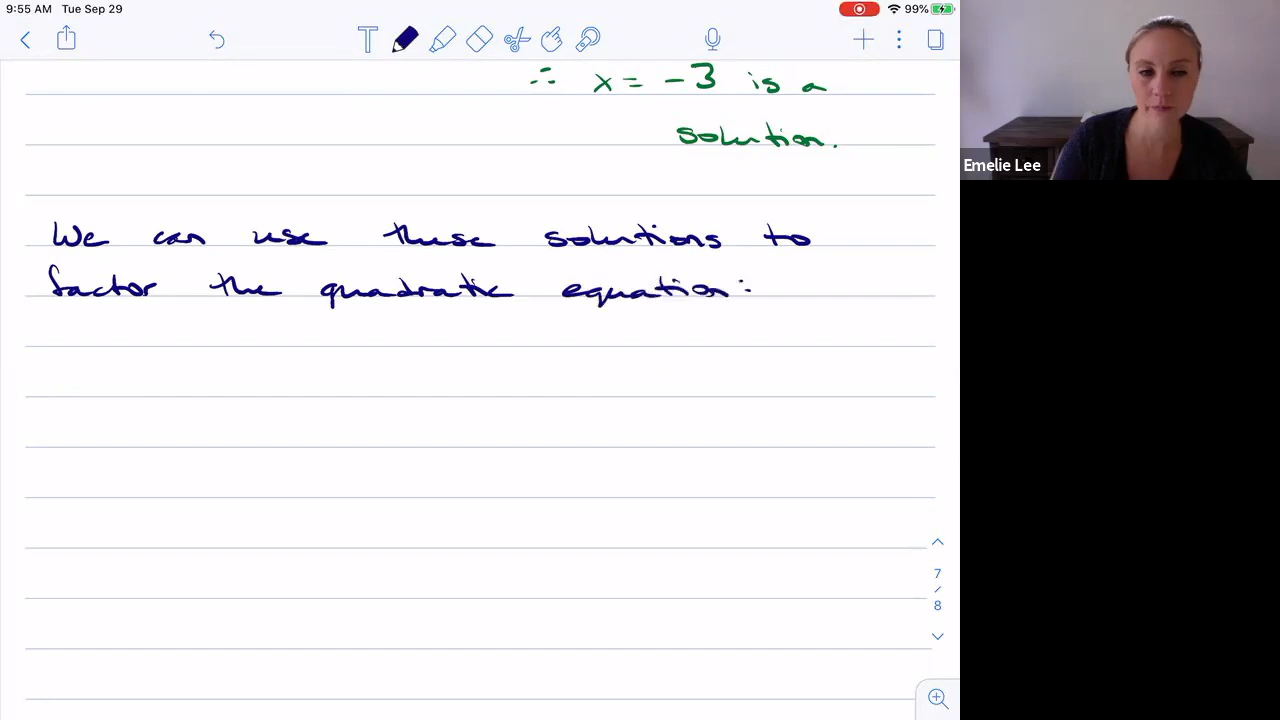 9:55 AM Tue Sep 29
99%
T
∴ x = -3 is a
solution.
We can use these solutions to
factor the quadratic equation:
7
/
8
Emelie Lee